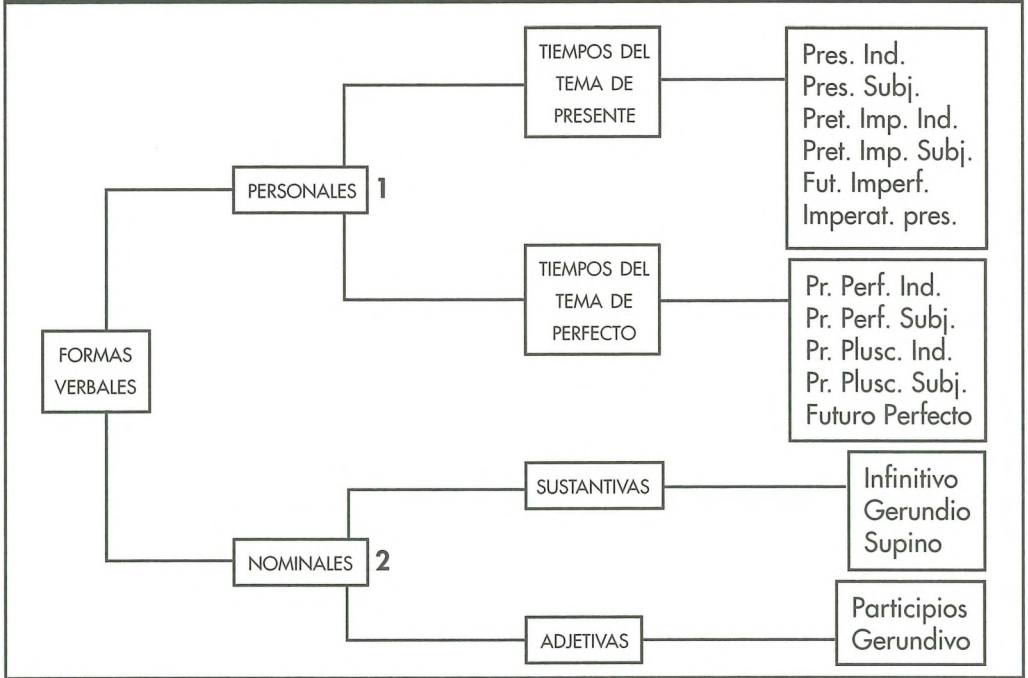 FORMAS
VERBALES
PERSONALES 1
TIEMPOS DEL
TEMA DE
PRESENTE
Pres. Ind.
Pres. Subj.
Pret. Imp. Ind.
Pret. Imp. Subj.
Fut. Imperf.
Imperat. pres.
TIEMPOS DEL
TEMA DE
PERFECTO
Pr. Perf. Ind.
Pr. Perf. Subj.
Pr. Plusc. Ind.
Pr. Plusc. Subj.
Futuro Perfecto
NOMINALES 2
SUSTANTIVAS
Infinitivo
Gerundio
Supino
ADJETIVAS
Participios
Gerundivo